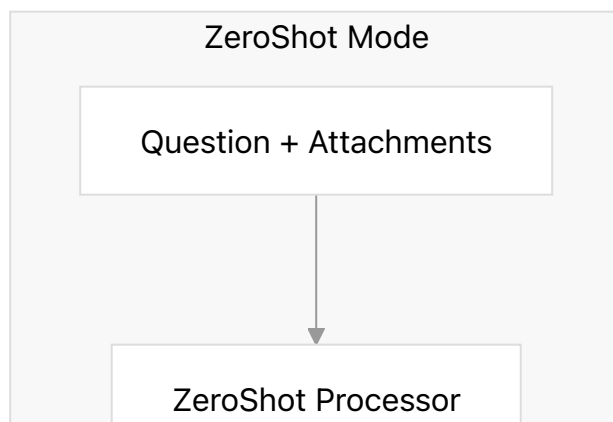 ZeroShot Mode
Question + Attachments
ZeroShot Processor